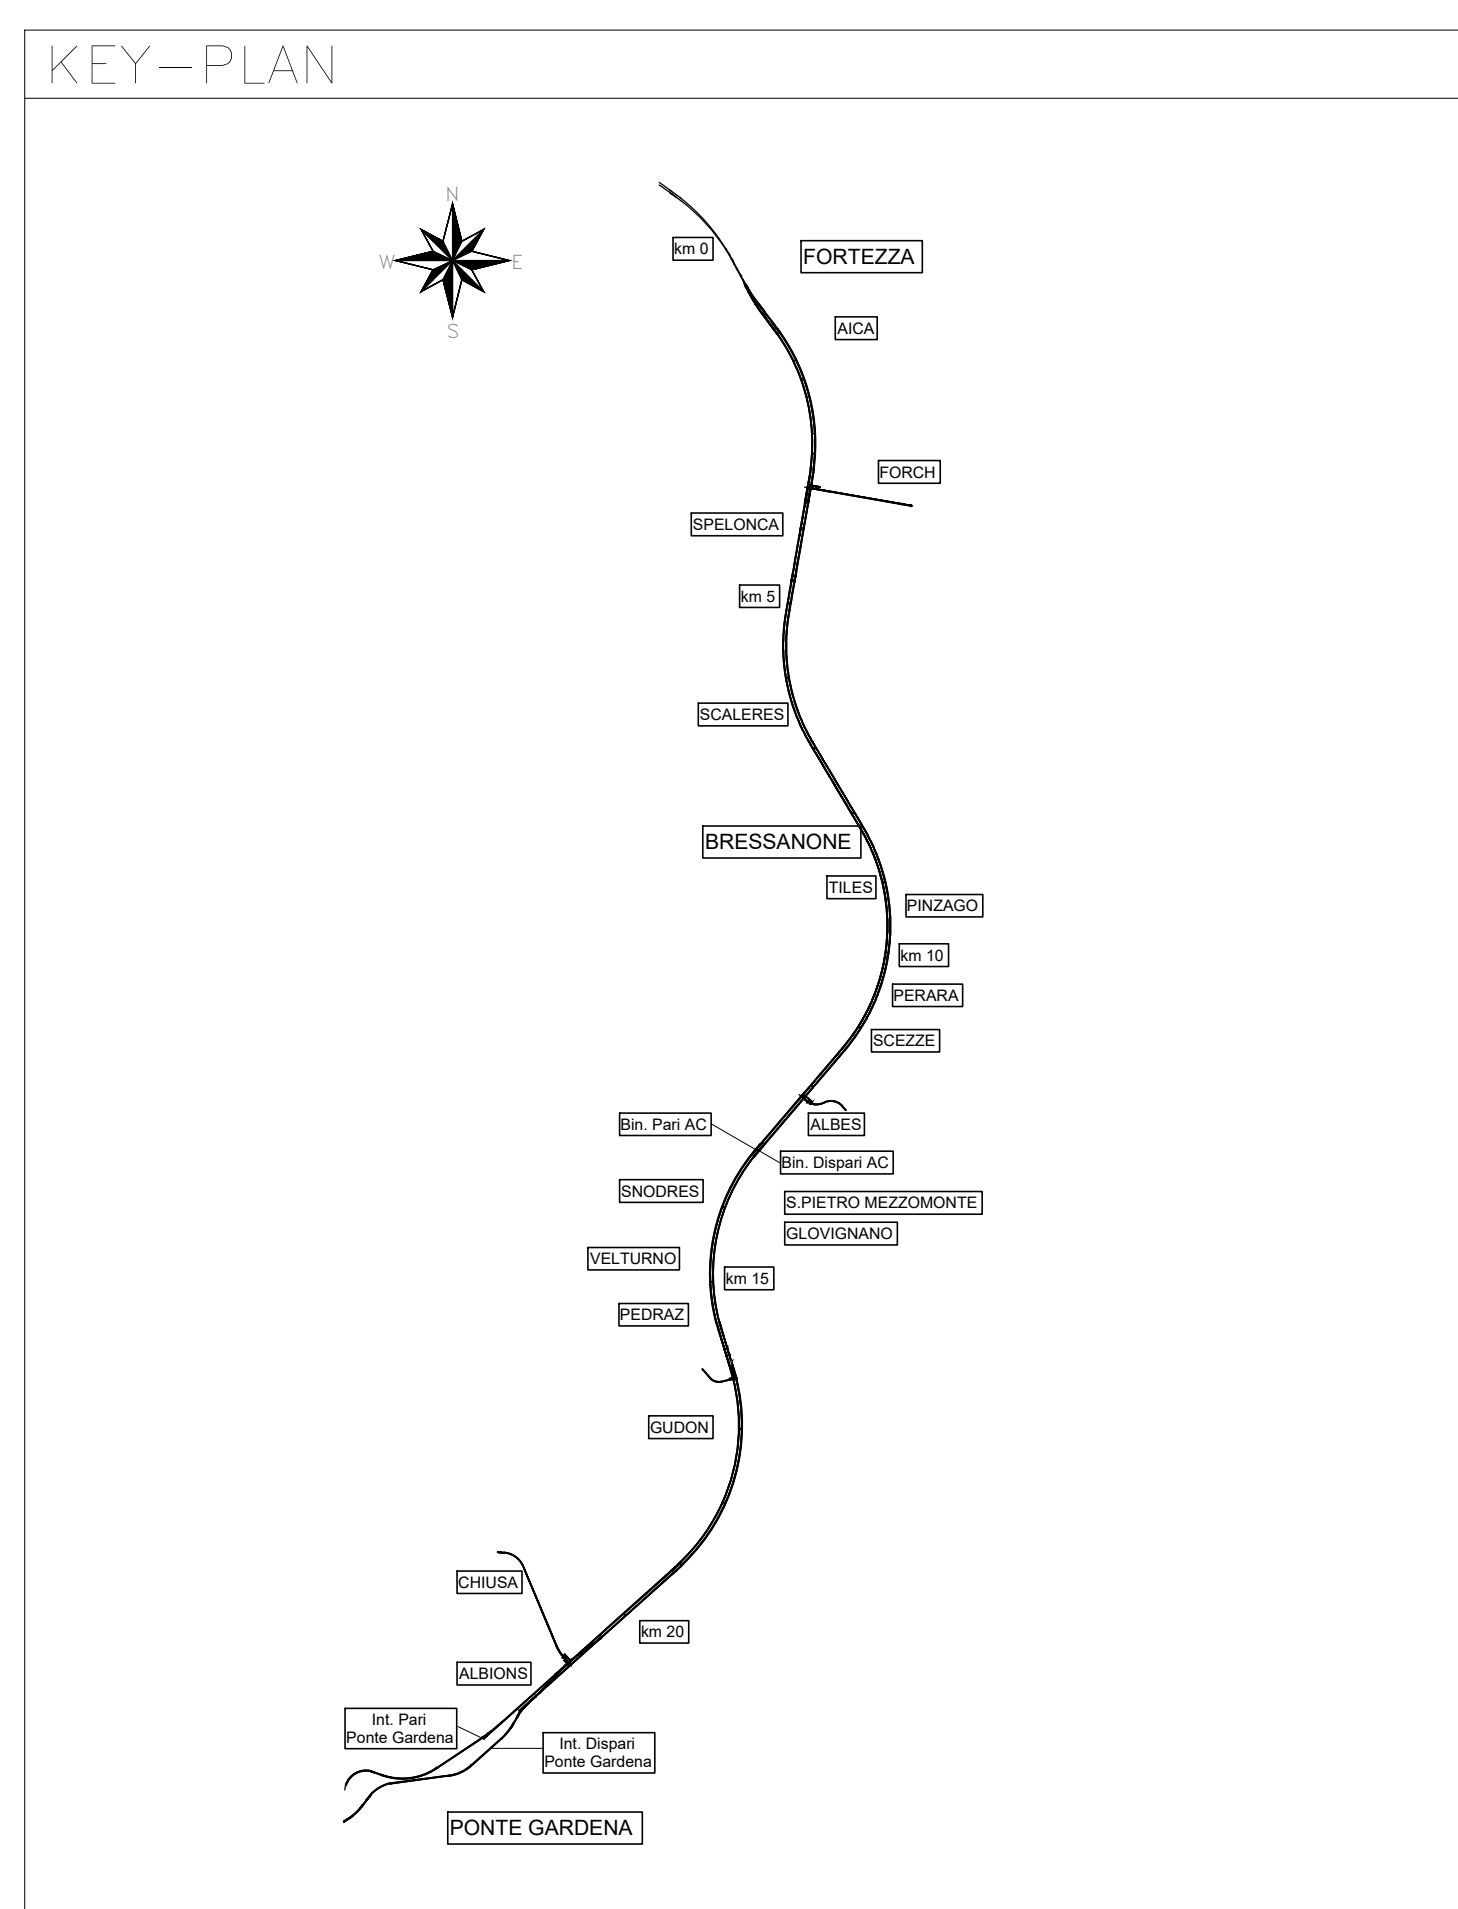 KEY-PLAN
N
W
E
S
km 0
FORTEZZA
AICA
FORCH
SPELONCA
km 5
SCALERES
BRESSANONE
TILES
PINZAGO
km 10
PERARA
SCEZZE
Bin. Pari AC
ALBES
Bin. Dispari AC
SNODRES
S.PIETRO MEZZOMONTE
GLOVIGNANO
VELTURNO
km 15
PEDRAZ
GUDON
CHIUSA
km 20
ALBIONS
Int. Pari
Ponte Gardena
Int. Dispari
Ponte Gardena
PONTE GARDENA